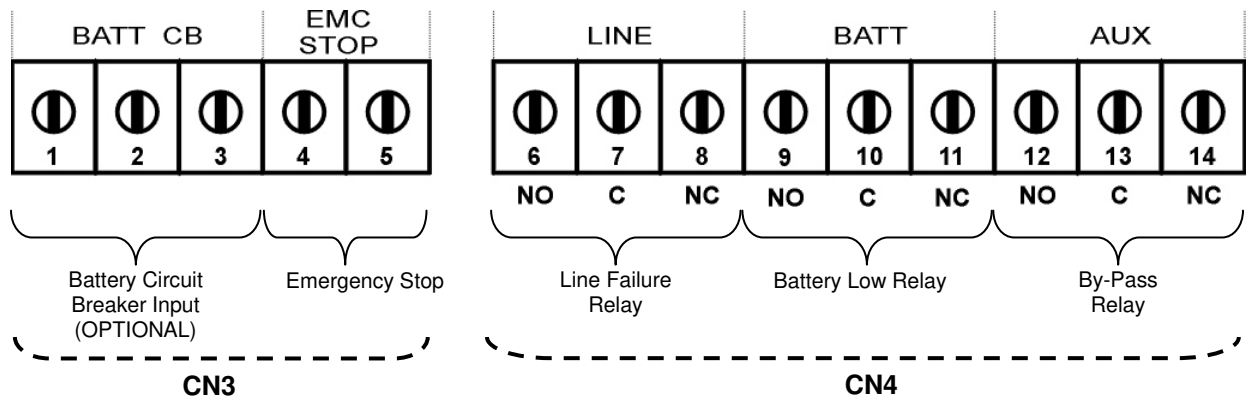 BATT CB
EMC
STOP
LINE
BATT
AUX
1 2 3 4 5
6 7 8 9 10 11 12 13 14
NO C NC NO C NC NO C NC
Battery Circuit
Breaker Input
(OPTIONAL)
Emergency Stop
Line Failure
Relay
Battery Low Relay
By-Pass
Relay
CN3
CN4